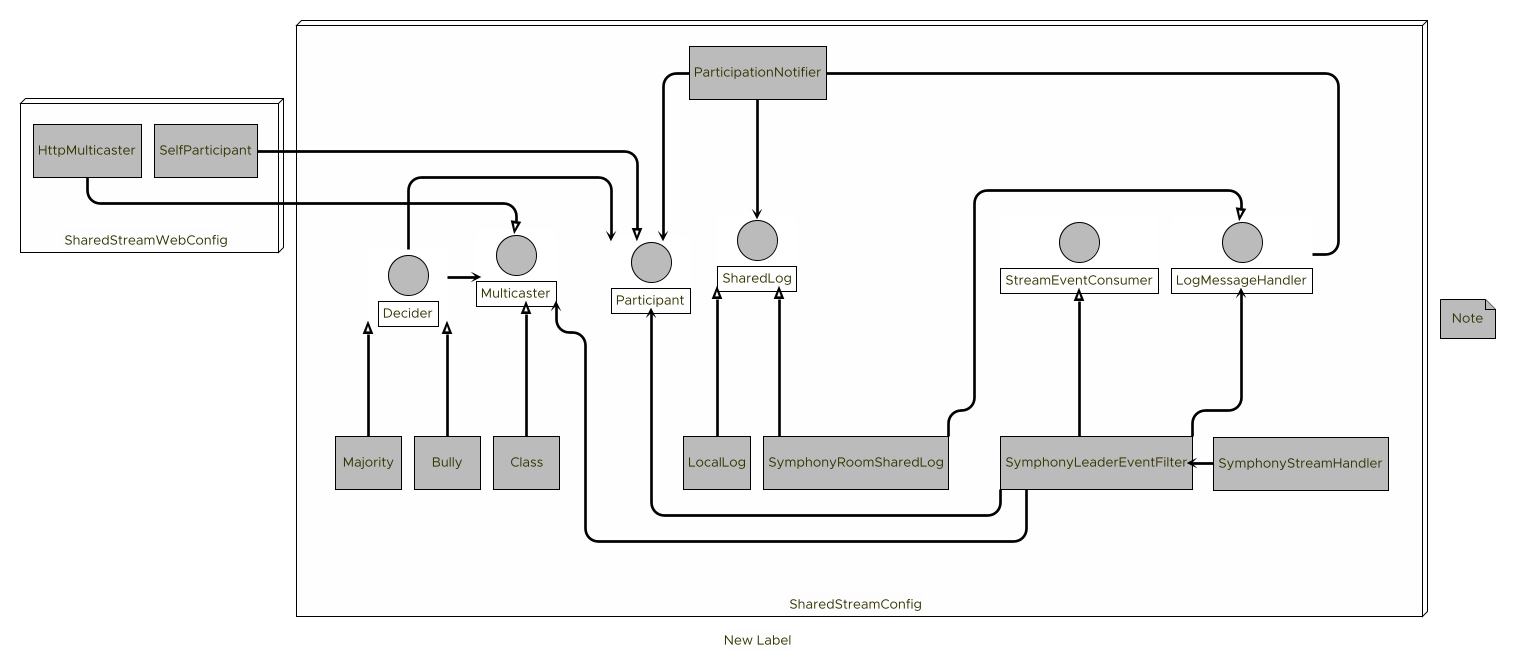 ParticipationNotifier
HttpMulticaster
SelfParticipant
SharedStreamWebConfig
SharedLog
StreamEventConsumer
LogMessageHandler
Multicaster
Participant
Decider
Note
Majority
Bully
Class
LocalLog
SymphonyRoomSharedLog
SymphonyLeaderEventFilter
SymphonyStreamHandler
SharedStreamConfig
New Label